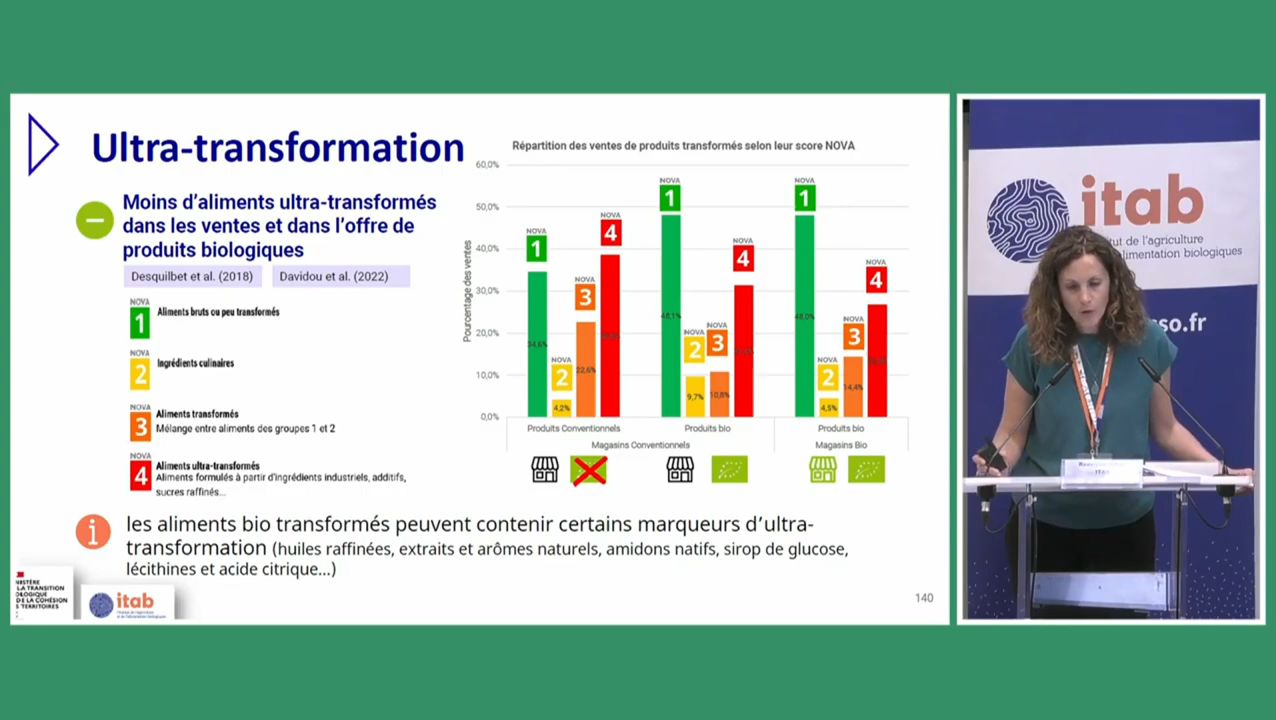 Ultra-transformation
Moins d'aliments ultra-transformés
dans les ventes et dans l'offre de
produits biologiques
Desquilbet et al. (2018)
Davidou et al. (2022)
NOVA
1
Aliments bruts ou peu transformés
NOVA
2
Ingrédients culinaires
NOVA
3
Aliments transformés
Mélange entre aliments des groupes 1 et 2
NOVA
4
Aliments ultra-transformés
Aliments formulés à partir d'ingrédients industriels, additifs,
sucres raffinés...
Répartition des ventes de produits transformés selon leur score NOVA
Pourcentage des ventes
60,0%
50,0%
40,0%
30,0%
20,0%
10,0%
0,0%
NOVA
1
34,6%
NOVA
2
4,2%
NOVA
3
22,6%
NOVA
4
NOVA
1
48,1%
NOVA
2
9,7%
NOVA
3
10,8%
NOVA
4
NOVA
1
48,0%
NOVA
2
4,5%
NOVA
3
14,4%
NOVA
4
Produits Conventionnels
Produits bio
Produits bio
Magasins Conventionnels
Magasins Bio
i
les aliments bio transformés peuvent contenir certains marqueurs d'ultra-
transformation (huiles raffinées, extraits et arômes naturels, amidons natifs, sirop de glucose,
lécithines et acide citrique...)
LA TRANSITION
DE LA COHÉSION
TERRITOIRES
itab
140
itab
tut de l'agriculture
alimentation biologiques
so.fr